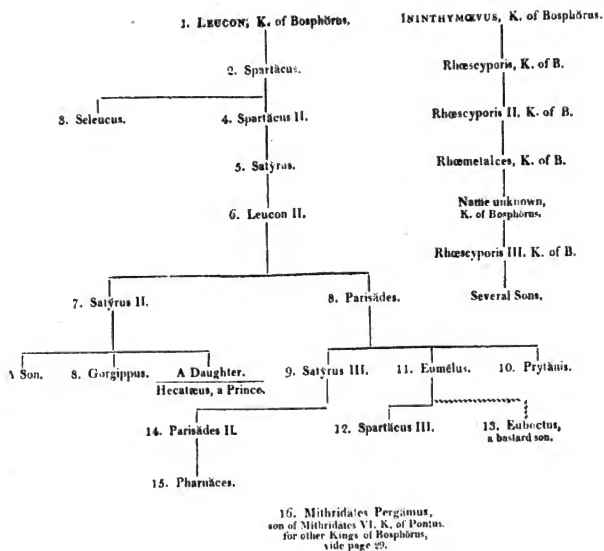 1. LEUCON, K. of Bosphŏrus.
ININTHYMŒVUS, K. of Bosphŏrus.
2. Spartăcus.
Rhœscyporis, K. of B.
3. Seleucus.
4. Spartăcus II.
Rhœscyporis II. K. of B.
5. Satўrus.
Rhœmetalces, K. of B.
6. Leucon II.
Name unknown,
K. of Bosphŏrus.
Rhœscyporis III. K. of B.
7. Satўrus II.
8. Parisădes.
Several Sons.
A Son.
8. Gorgippus.
A Daughter.
Hecatæus, a Prince.
9. Satўrus III.
11. Eumēlus.
10. Prytănis.
14. Parisădes II.
12. Spartăcus III.
13. Eubœtus,
a bastard son.
15. Pharnăces.
16. Mithridates Pergămus,
son of Mithridates VI. K. of Pontus.
for other Kings of Bosphŏrus,
vide page 29.